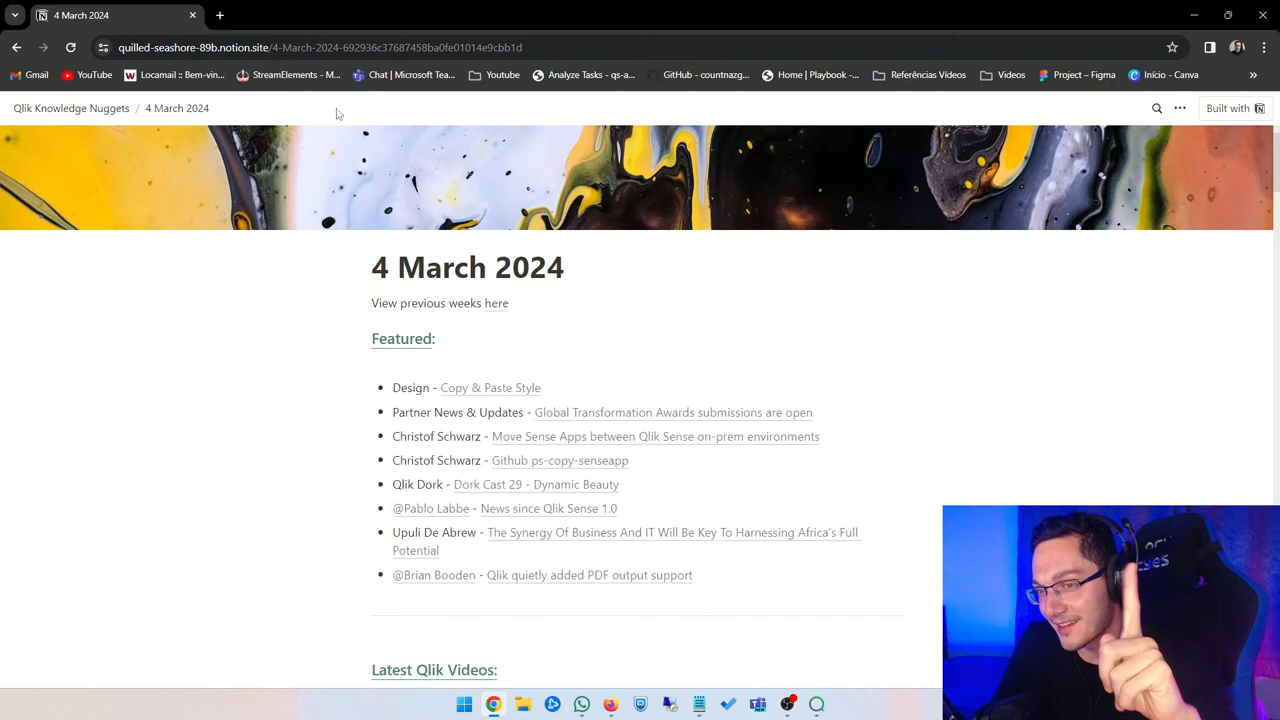 4 March 2024
quilled-seashore-89b.notion.site/4-March-2024-692936c37687458ba0fe01014e9cbb1d
Gmail
YouTube
Locamail :: Bem-vin...
StreamElements - M...
Chat | Microsoft Tea...
Youtube
Analyze Tasks - qs-a...
GitHub - countnazg...
Home | Playbook -...
Referências Vídeos
Videos
Project – Figma
Início - Canva
Qlik Knowledge Nuggets / 4 March 2024
Built with
4 March 2024
View previous weeks here
Featured:
Design - Copy & Paste Style
Partner News & Updates - Global Transformation Awards submissions are open
Christof Schwarz - Move Sense Apps between Qlik Sense on-prem environments
Christof Schwarz - Github ps-copy-senseapp
Qlik Dork - Dork Cast 29 - Dynamic Beauty
@Pablo Labbe - News since Qlik Sense 1.0
Upuli De Abrew - The Synergy Of Business And IT Will Be Key To Harnessing Africa's Full
Potential
@Brian Booden - Qlik quietly added PDF output support
Latest Qlik Videos: